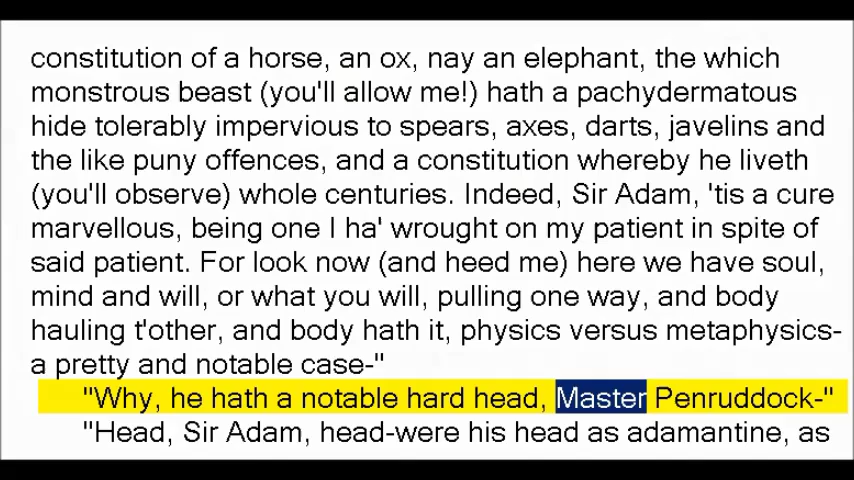 constitution of a horse, an ox, nay an elephant, the which
monstrous beast (you'll allow me!) hath a pachydermatous
hide tolerably impervious to spears, axes, darts, javelins and
the like puny offences, and a constitution whereby he liveth
(you'll observe) whole centuries. Indeed, Sir Adam, 'tis a cure
marvellous, being one I ha' wrought on my patient in spite of
said patient. For look now (and heed me) here we have soul,
mind and will, or what you will, pulling one way, and body
hauling t'other, and body hath it, physics versus metaphysics-
a pretty and notable case-"
"Why, he hath a notable hard head, Master Penruddock-"
"Head, Sir Adam, head-were his head as adamantine, as